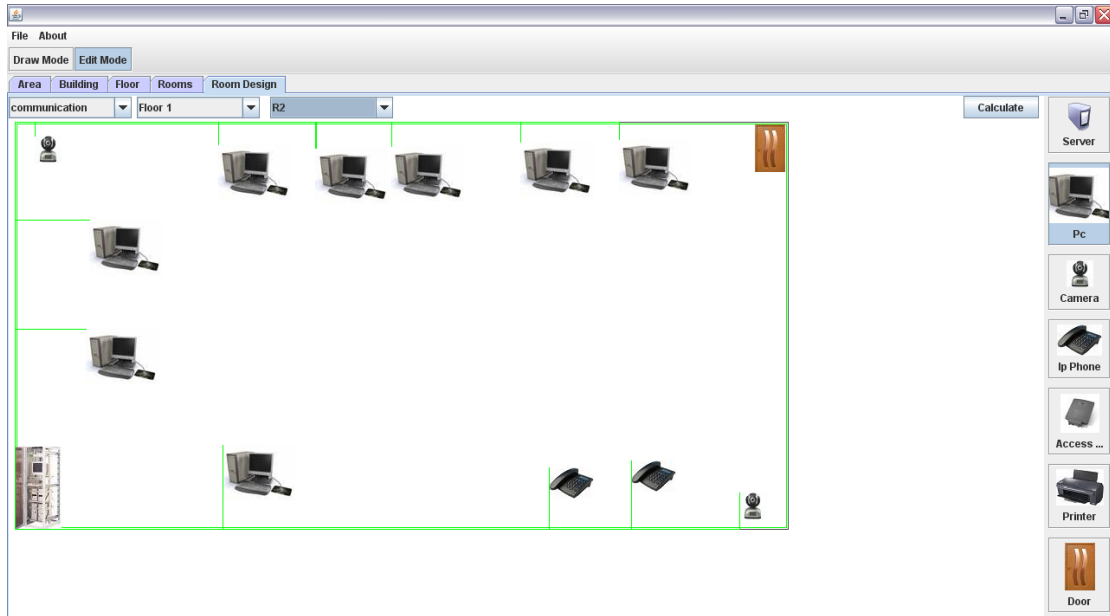 File About
Draw Mode Edit Mode
Area Building Floor Rooms Room Design
communication Floor 1 R2 Calculate
Server
Pc
Camera
Ip Phone
Access ...
Printer
Door